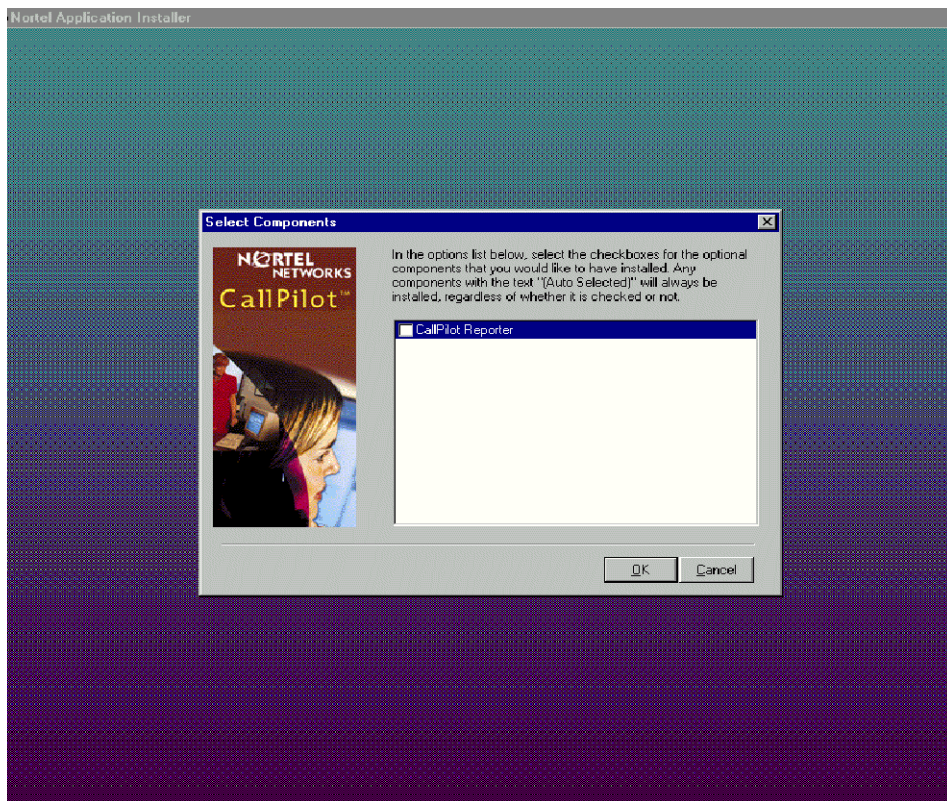 Nortel Application Installer
Select Components
NORTEL
NETWORKS
CallPilot™
In the options list below, select the checkboxes for the optional
components that you would like to have installed. Any
components with the text "(Auto Selected)" will always be
installed, regardless of whether it is checked or not.
CallPilot Reporter
OK
Cancel